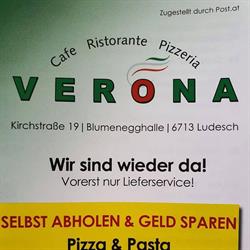 Zugestellt durch Post.at
Cafe Ristorante Pizzeria
VERONA
Kirchstraße 19 | Blumenegghalle | 6713 Ludesch
Wir sind wieder da!
Vorerst nur Lieferservice!
SELBST ABHOLEN & GELD SPAREN
Pizza & Pasta